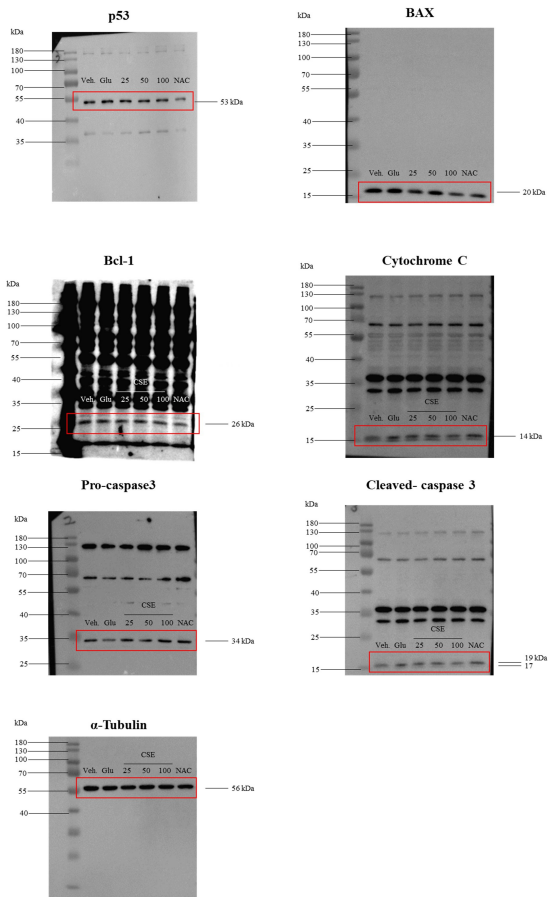 p53
kDa
180
130
100
70
55
40
35
Veh. Glu 25 50 100 NAC
53 kDa
BAX
kDa
180
130
100
70
55
40
35
25
15
Veh. Glu 25 50 100 NAC
20 kDa
Bcl-1
kDa
180
130
100
70
55
40
35
25
15
CSE
Veh. Glu 25 50 100 NAC
26 kDa
Cytochrome C
kDa
180
130
100
70
55
40
35
25
15
CSE
Veh. Glu 25 50 100 NAC
14 kDa
Pro-caspase3
kDa
180
130
100
70
55
40
35
25
CSE
Veh. Glu 25 50 100 NAC
34 kDa
Cleaved- caspase 3
kDa
180
130
100
70
55
40
35
25
15
CSE
Veh. Glu 25 50 100 NAC
19 kDa
17
α-Tubulin
kDa
180
130
100
70
55
40
CSE
Veh. Glu 25 50 100 NAC
56 kDa